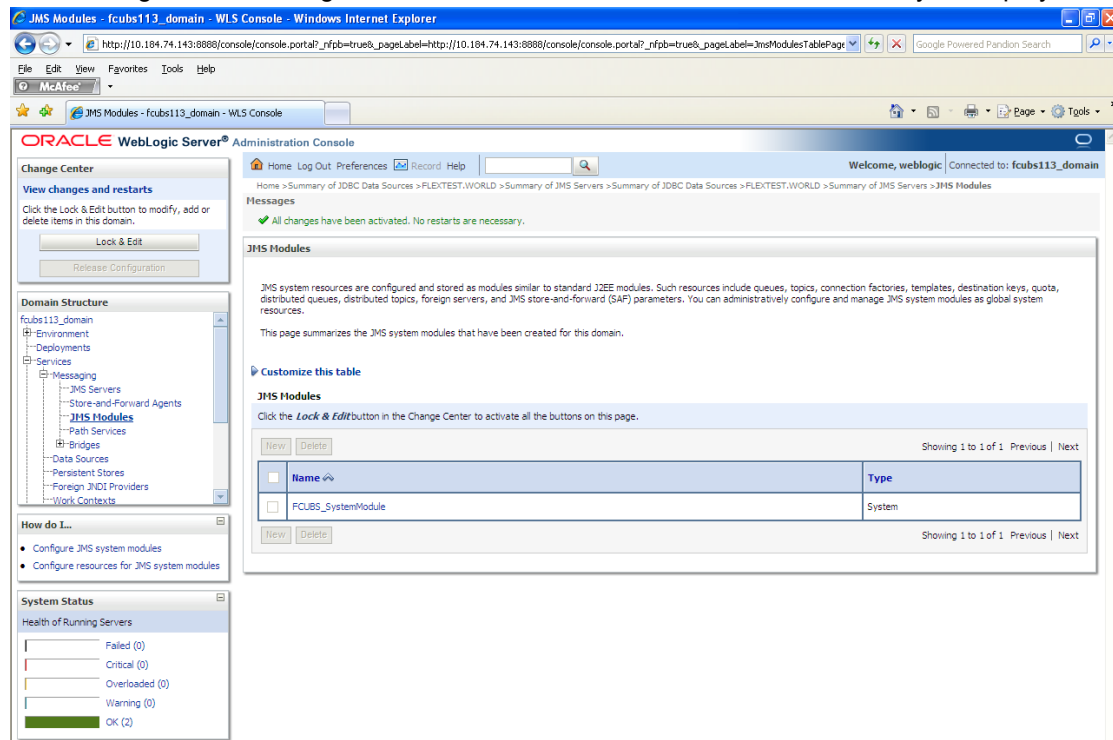 JMS Modules - fcubs113_domain - WLS Console - Windows Internet Explorer
http://10.184.74.143:8888/console/console.portal?_nfpb=true&_pageLabel=http://10.184.74.143:8888/console/console.portal?_nfpb=true&_pageLabel=JmsModulesTablePage
Google Powered Pandion Search
File Edit View Favorites Tools Help
McAfee
JMS Modules - fcubs113_domain - WLS Console
Page Tools
ORACLE WebLogic Server® Administration Console
Change Center
View changes and restarts
Click the Lock & Edit button to modify, add or
delete items in this domain.
Lock & Edit
Release Configuration
Domain Structure
fcubs113_domain
Environment
Deployments
Services
Messaging
JMS Servers
Store-and-Forward Agents
JMS Modules
Path Services
Bridges
Data Sources
Persistent Stores
Foreign JNDI Providers
Work Contexts
How do I...
Configure JMS system modules
Configure resources for JMS system modules
System Status
Health of Running Servers
Failed (0)
Critical (0)
Overloaded (0)
Warning (0)
OK (2)
Home Log Out Preferences Record Help
Welcome, weblogic Connected to: fcubs113_domain
Home >Summary of JDBC Data Sources >FLEXTEST.WORLD >Summary of JMS Servers >Summary of JDBC Data Sources >FLEXTEST.WORLD >Summary of JMS Servers >JMS Modules
Messages
All changes have been activated. No restarts are necessary.
JMS Modules
JMS system resources are configured and stored as modules similar to standard J2EE modules. Such resources include queues, topics, connection factories, templates, destination keys, quota,
distributed queues, distributed topics, foreign servers, and JMS store-and-forward (SAF) parameters. You can administratively configure and manage JMS system modules as global system
resources.
This page summarizes the JMS system modules that have been created for this domain.
Customize this table
JMS Modules
Click the Lock & Edit button in the Change Center to activate all the buttons on this page.
New Delete Showing 1 to 1 of 1 Previous | Next
Name Type
FCUBS_SystemModule System
New Delete Showing 1 to 1 of 1 Previous | Next